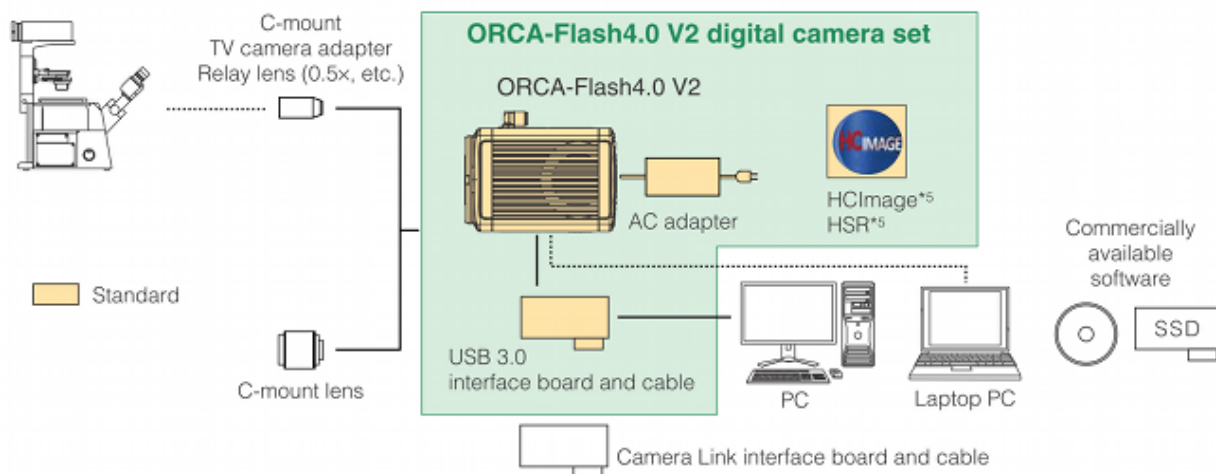 C-mount
TV camera adapter
Relay lens (0.5×, etc.)
ORCA-Flash4.0 V2 digital camera set
ORCA-Flash4.0 V2
HCIMAGE
AC adapter
HCImage*5
HSR*5
Standard
Commercially
available
software
SSD
USB 3.0
interface board and cable
C-mount lens
PC
Laptop PC
Camera Link interface board and cable